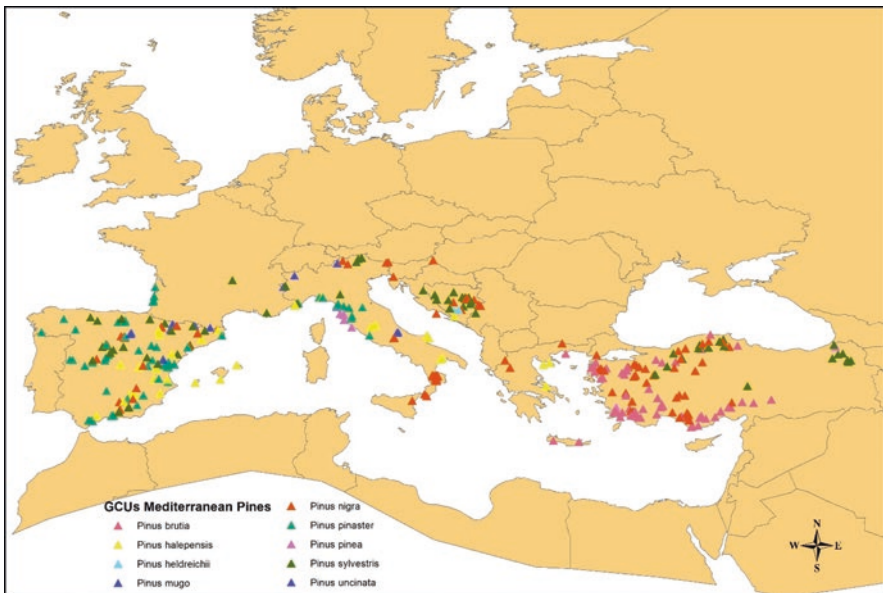 GCUs Mediterranean Pines
Pinus brutia
Pinus halepensis
Pinus heldreichii
Pinus mugo
Pinus nigra
Pinus pinaster
Pinus pinea
Pinus sylvestris
Pinus uncinata
N
W E
S